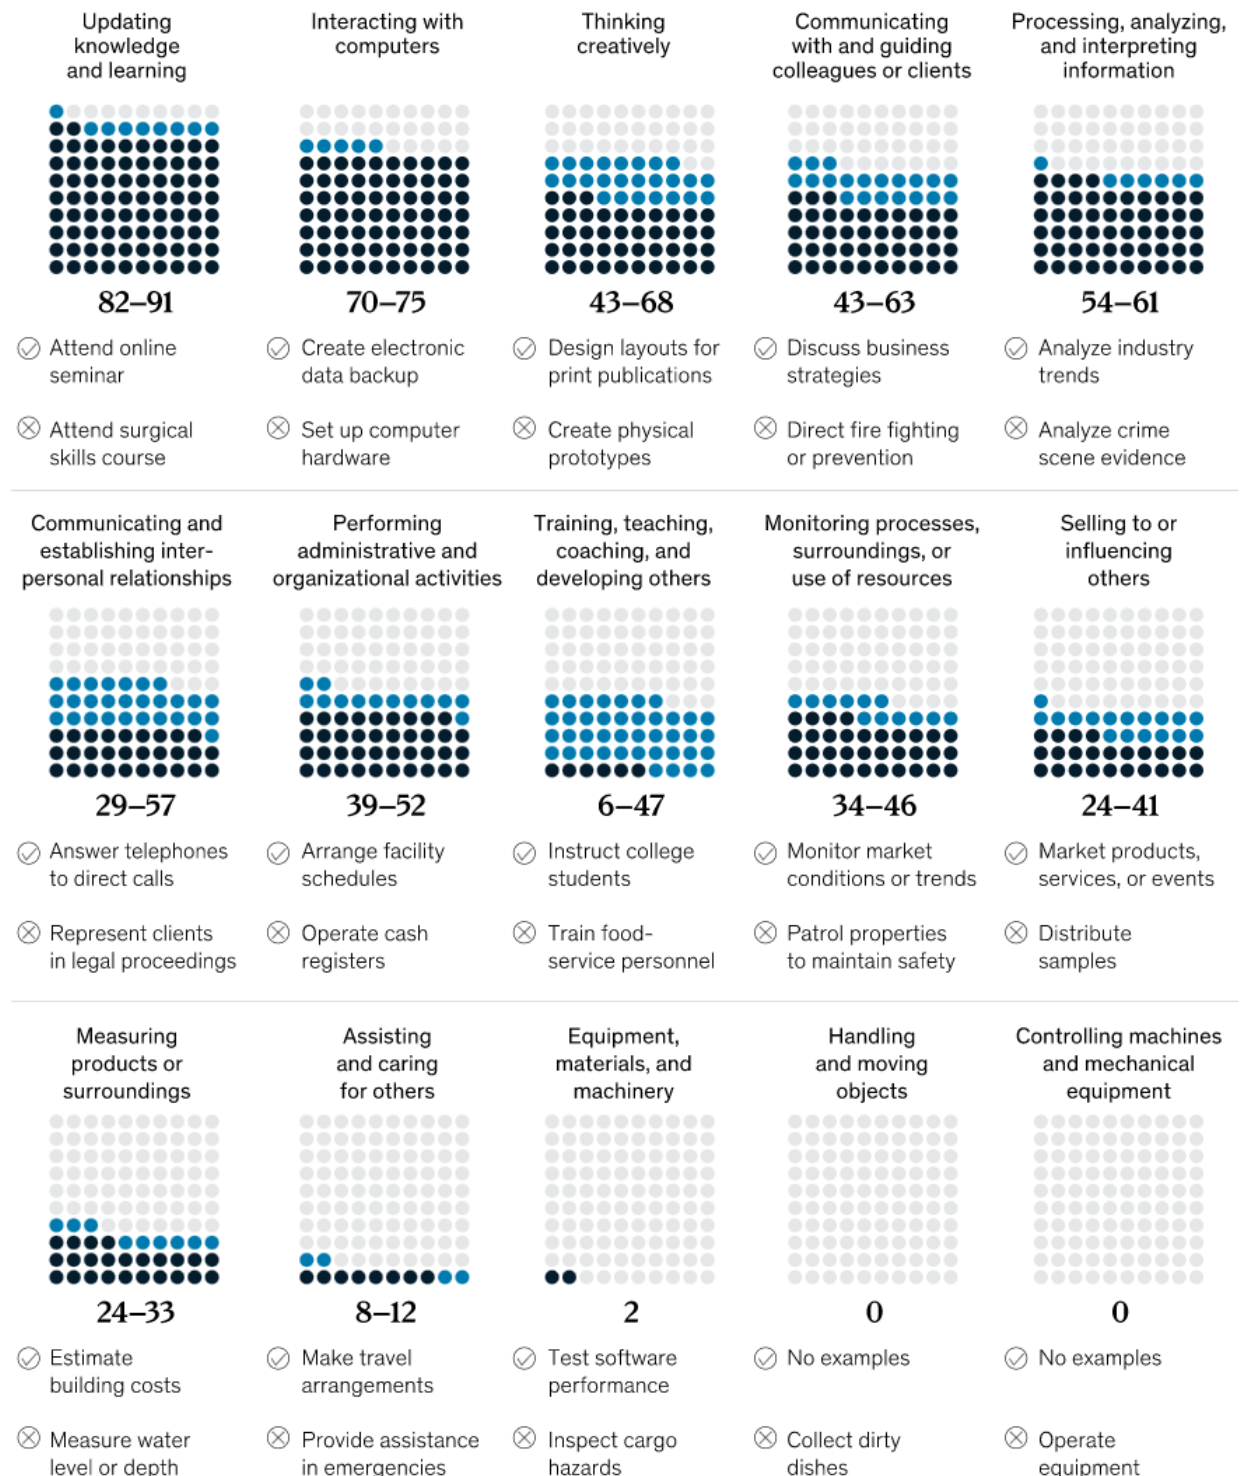 Updating
knowledge
and learning
Interacting with
computers
Thinking
creatively
Communicating
with and guiding
colleagues or clients
Processing, analyzing,
and interpreting
information
82–91
70–75
43–68
43–63
54–61
Attend online
seminar
Create electronic
data backup
Design layouts for
print publications
Discuss business
strategies
Analyze industry
trends
Attend surgical
skills course
Set up computer
hardware
Create physical
prototypes
Direct fire fighting
or prevention
Analyze crime
scene evidence
Communicating and
establishing inter-
personal relationships
Performing
administrative and
organizational activities
Training, teaching,
coaching, and
developing others
Monitoring processes,
surroundings, or
use of resources
Selling to or
influencing
others
29–57
39–52
6–47
34–46
24–41
Answer telephones
to direct calls
Arrange facility
schedules
Instruct college
students
Monitor market
conditions or trends
Market products,
services, or events
Represent clients
in legal proceedings
Operate cash
registers
Train food-
service personnel
Patrol properties
to maintain safety
Distribute
samples
Measuring
products or
surroundings
Assisting
and caring
for others
Equipment,
materials, and
machinery
Handling
and moving
objects
Controlling machines
and mechanical
equipment
24–33
8–12
2
0
0
Estimate
building costs
Make travel
arrangements
Test software
performance
No examples
No examples
Measure water
level or depth
Provide assistance
in emergencies
Inspect cargo
hazards
Collect dirty
dishes
Operate
equipment